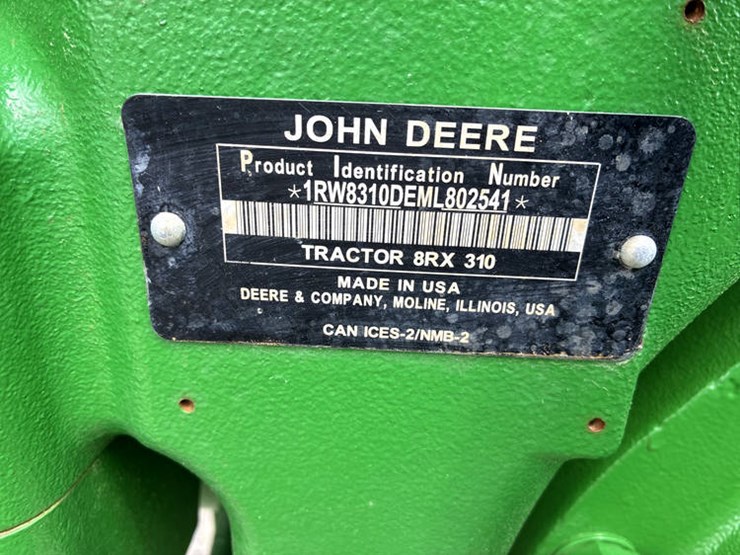 JOHN DEERE
Product Identification Number
*1RW8310DEML802541*
TRACTOR 8RX 310
MADE IN USA
DEERE & COMPANY, MOLINE, ILLINOIS, USA
CAN ICES-2/NMB-2